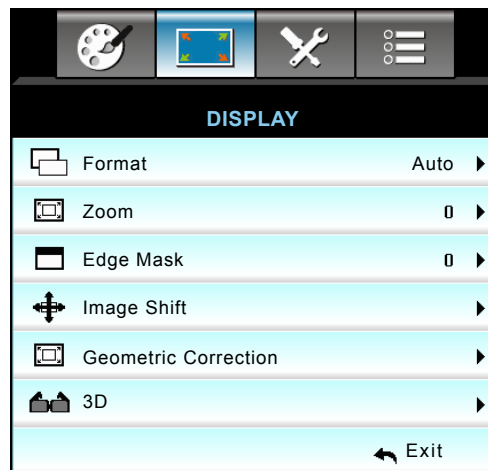 DISPLAY
Format Auto
Zoom 0
Edge Mask 0
Image Shift
Geometric Correction
3D
Exit